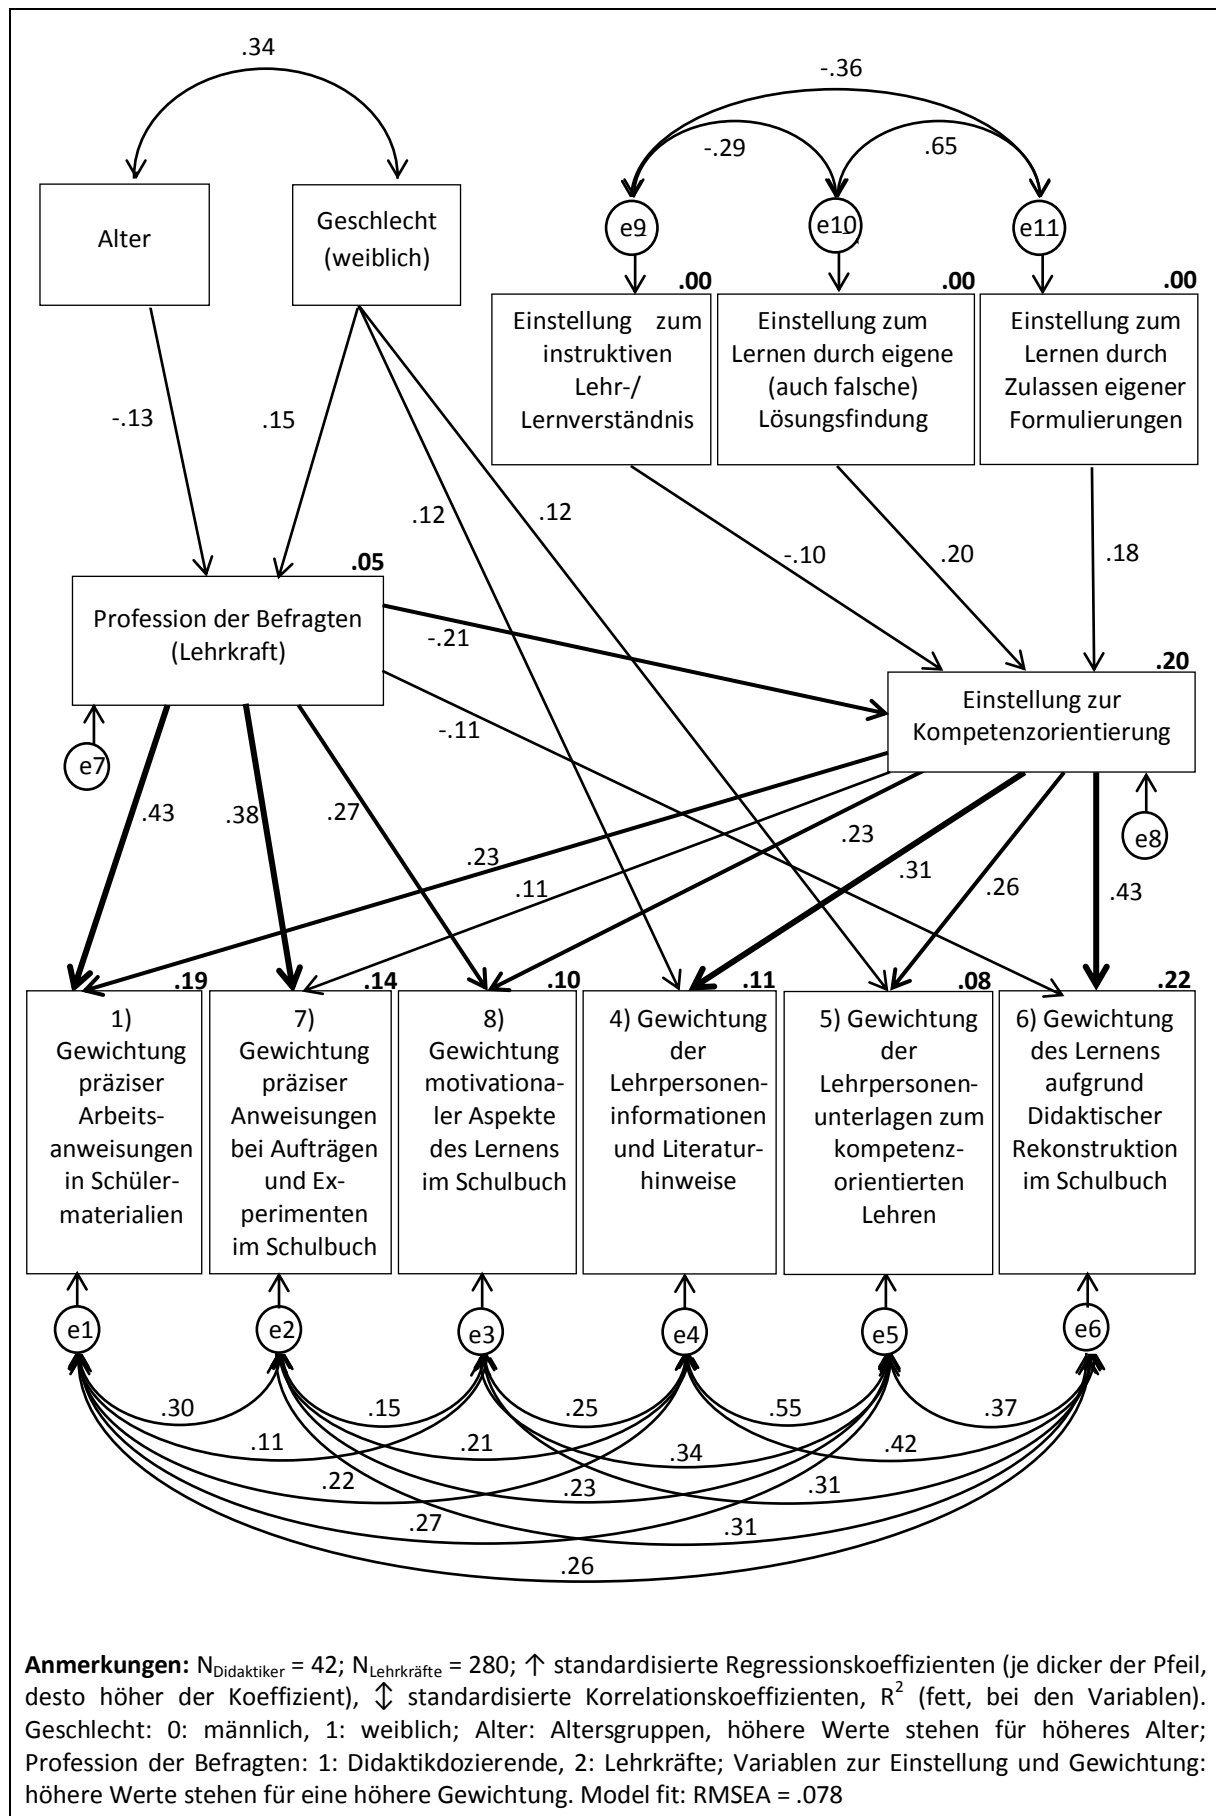 .34
-.36
-.29
.65
Alter
Geschlecht
(weiblich)
e9
e10
e11
.00
.00
.00
Einstellung zum
instruktiven
Lehr-/
Lernverständnis
Einstellung zum
Lernen durch eigene
(auch falsche)
Lösungsfindung
Einstellung zum
Lernen durch
Zulassen eigener
Formulierungen
-.13
.15
.12
.12
-.10
.20
.18
.05
Profession der Befragten
(Lehrkraft)
-.21
.20
Einstellung zur
Kompetenzorientierung
-.11
e7
e8
.43
.38
.27
.23
.11
.23
.31
.26
.43
.19
.14
.10
.11
.08
.22
1)
Gewichtung
präziser
Arbeits-
anweisungen
in Schüler-
materialien
7)
Gewichtung
präziser
Anweisungen
bei Aufträgen
und Ex-
perimenten
im Schulbuch
8)
Gewichtung
motivationa-
ler Aspekte
des Lernens
im Schulbuch
4) Gewichtung
der
Lehrpersonen-
informationen
und Literatur-
hinweise
5) Gewichtung
der
Lehrpersonen-
unterlagen zum
kompetenz-
orientierten
Lehren
6) Gewichtung
des Lernens
aufgrund
Didaktischer
Rekonstruktion
im Schulbuch
e1
e2
e3
e4
e5
e6
.30
.15
.25
.55
.37
.11
.21
.34
.42
.22
.23
.31
.27
.31
.26
Anmerkungen: N Didaktiker = 42; N Lehrkräfte = 280; ↑ standardisierte Regressionskoeffizienten (je dicker der Pfeil,
desto höher der Koeffizient), ↕ standardisierte Korrelationskoeffizienten, R² (fett, bei den Variablen).
Geschlecht: 0: männlich, 1: weiblich; Alter: Altersgruppen, höhere Werte stehen für höheres Alter;
Profession der Befragten: 1: Didaktikdozierende, 2: Lehrkräfte; Variablen zur Einstellung und Gewichtung:
höhere Werte stehen für eine höhere Gewichtung. Model fit: RMSEA = .078